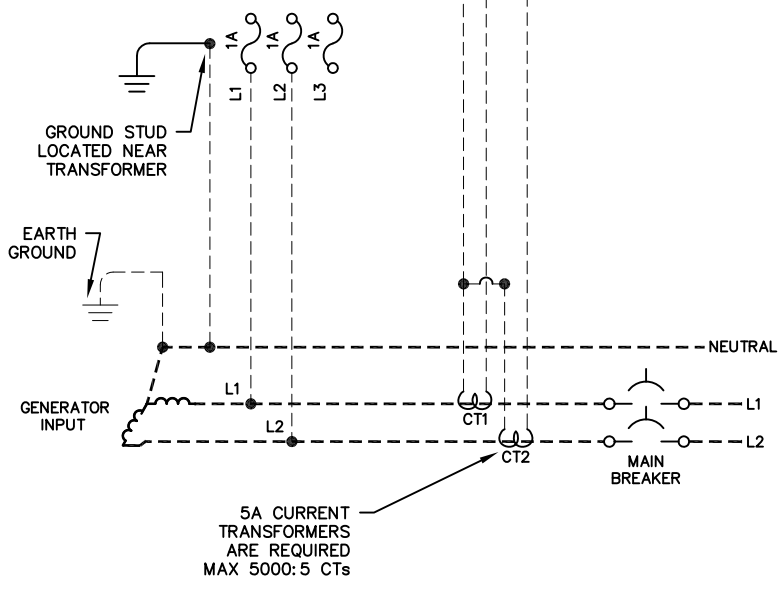 1A
1A
1A
L1
L2
L3
GROUND STUD
LOCATED NEAR
TRANSFORMER
EARTH
GROUND
NEUTRAL
GENERATOR
INPUT
L1
L2
CT1
CT2
L1
L2
MAIN
BREAKER
5A CURRENT
TRANSFORMERS
ARE REQUIRED
MAX 5000:5 CTs